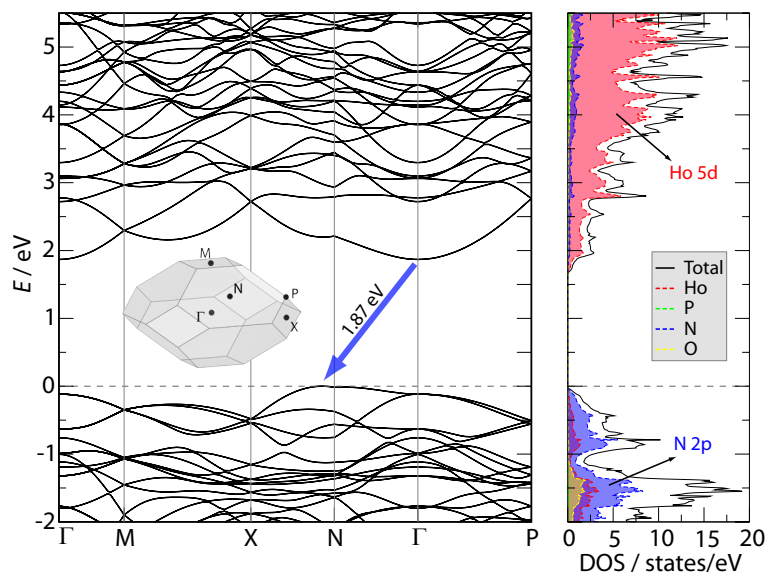 E / eV
5
4
3
2
1
0
-1
-2
Γ M X N Γ P
M
N
P
Γ
X
1.87 eV
Ho 5d
Total
Ho
P
N
O
N 2p
0 5 10 15 20
DOS / states/eV